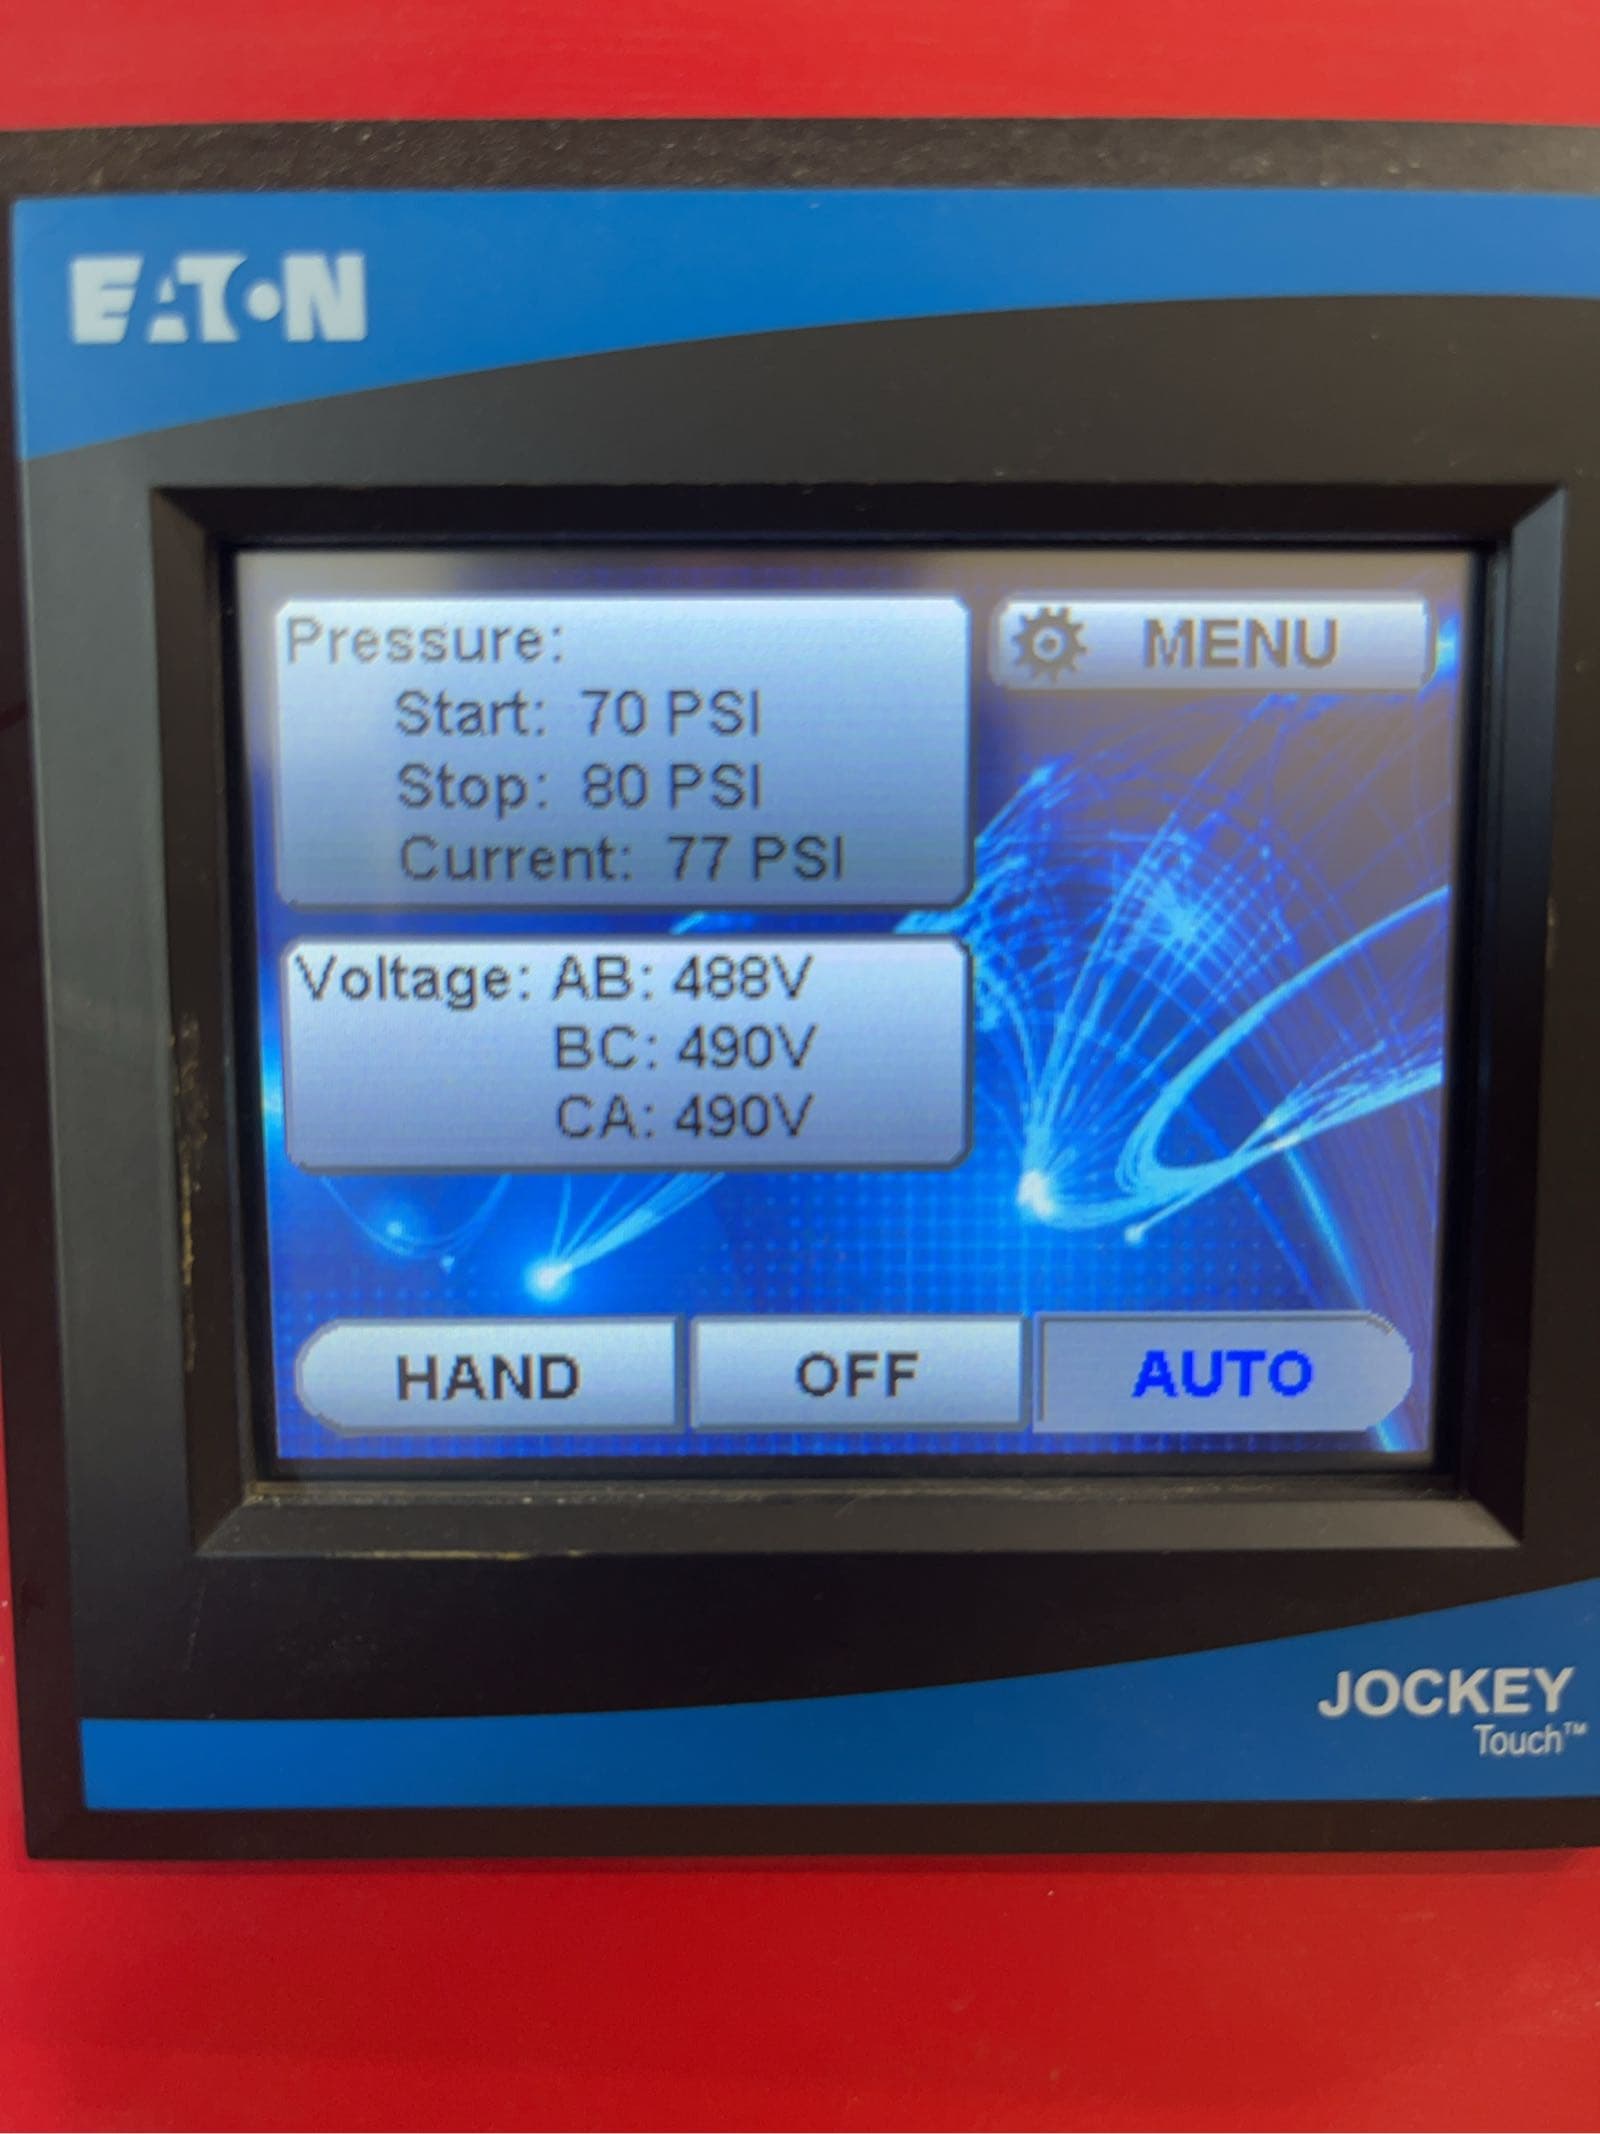 EATON
Pressure:
Start: 70 PSI
Stop: 80 PSI
Current: 77 PSI
MENU
Voltage: AB: 488V
BC: 490V
CA: 490V
HAND
OFF
AUTO
JOCKEY
Touch™